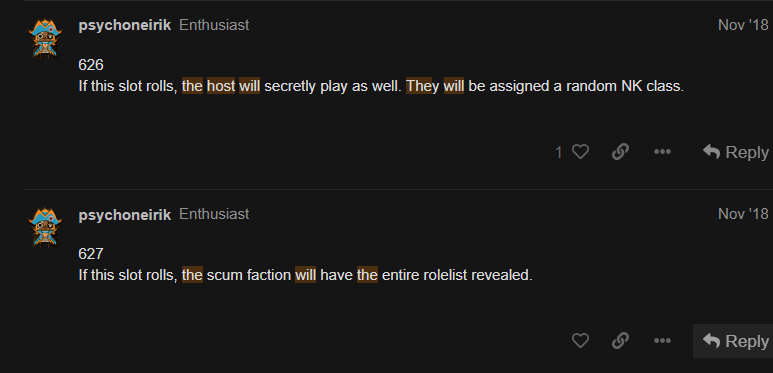 psychoneirik Enthusiast Nov '18
626
If this slot rolls, the host will secretly play as well. They will be assigned a random NK class.
1 Reply
psychoneirik Enthusiast Nov '18
627
If this slot rolls, the scum faction will have the entire rolelist revealed.
Reply